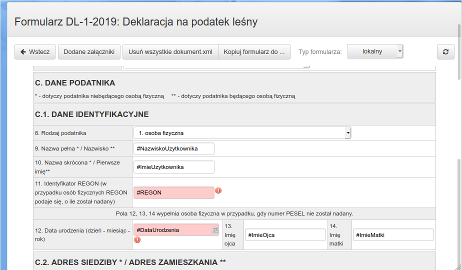 Formularz DL-1-2019: Deklaracja na podatek leśny
Wstecz Dodane załączniki Usuń wszystkie dokument.xml Kopiuj formularz do ... Typ formularza: lokalny
C. DANE PODATNIKA
* - dotyczy podatnika niebędącego osobą fizyczną ** - dotyczy podatnika będącego osobą fizyczną
C.1. DANE IDENTYFIKACYJNE
8. Rodzaj podatnika 1. osoba fizyczna
9. Nazwa pełna * / Nazwisko ** #NazwiskoUzytkownika
10. Nazwa skrócona * / Pierwsze
imię** #ImieUzytkownika
11. Identyfikator REGON (w
przypadku osób fizycznych REGON
podaje się, o ile został nadany) #REGON
Pola 12, 13, 14 wypełnia osoba fizyczna w przypadku, gdy numer PESEL nie został nadany.
12. Data urodzenia (dzień - miesiąc -
rok) #DataUrodzenia
13.
Imię
ojca #ImieOjca
14.
Imię
matki #ImieMatki
C.2. ADRES SIEDZIBY * / ADRES ZAMIESZKANIA **